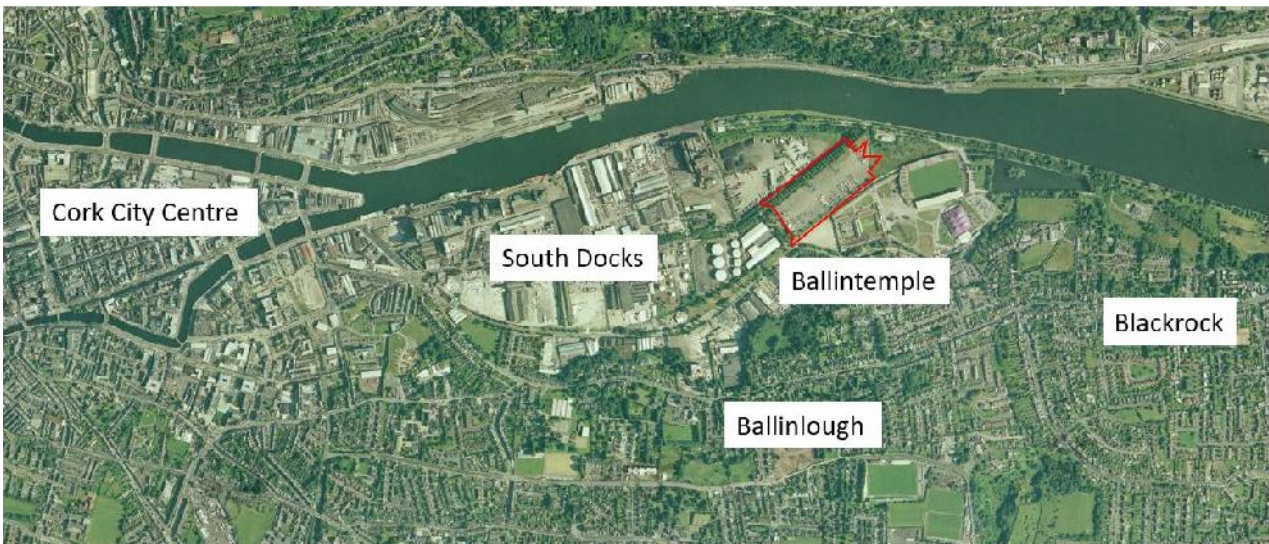 Cork City Centre
South Docks
Ballintemple
Blackrock
Ballinlough